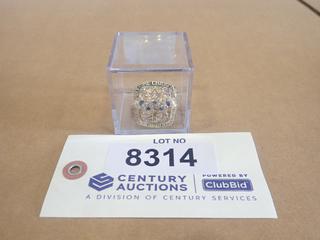 LOT NO
8314
CENTURY AUCTIONS
POWERED BY ClubBid
A DIVISION OF CENTURY SERVICES